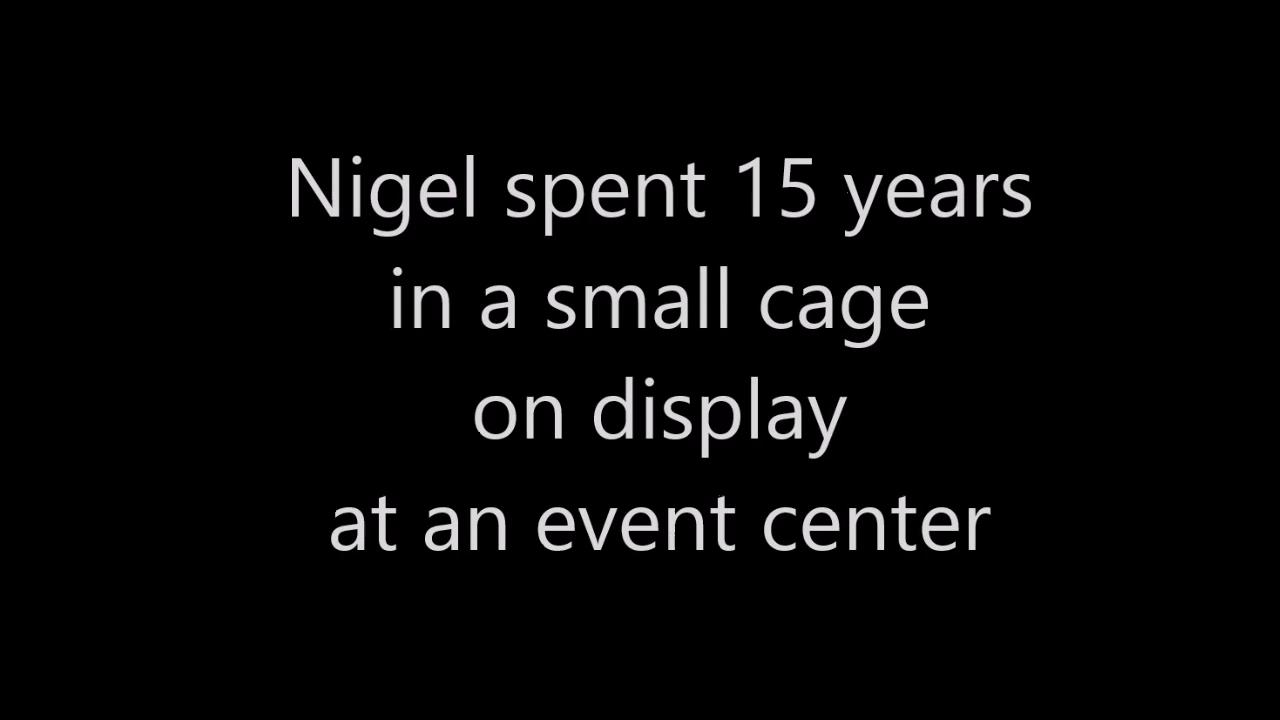 Nigel spent 15 years
in a small cage
on display
at an event center